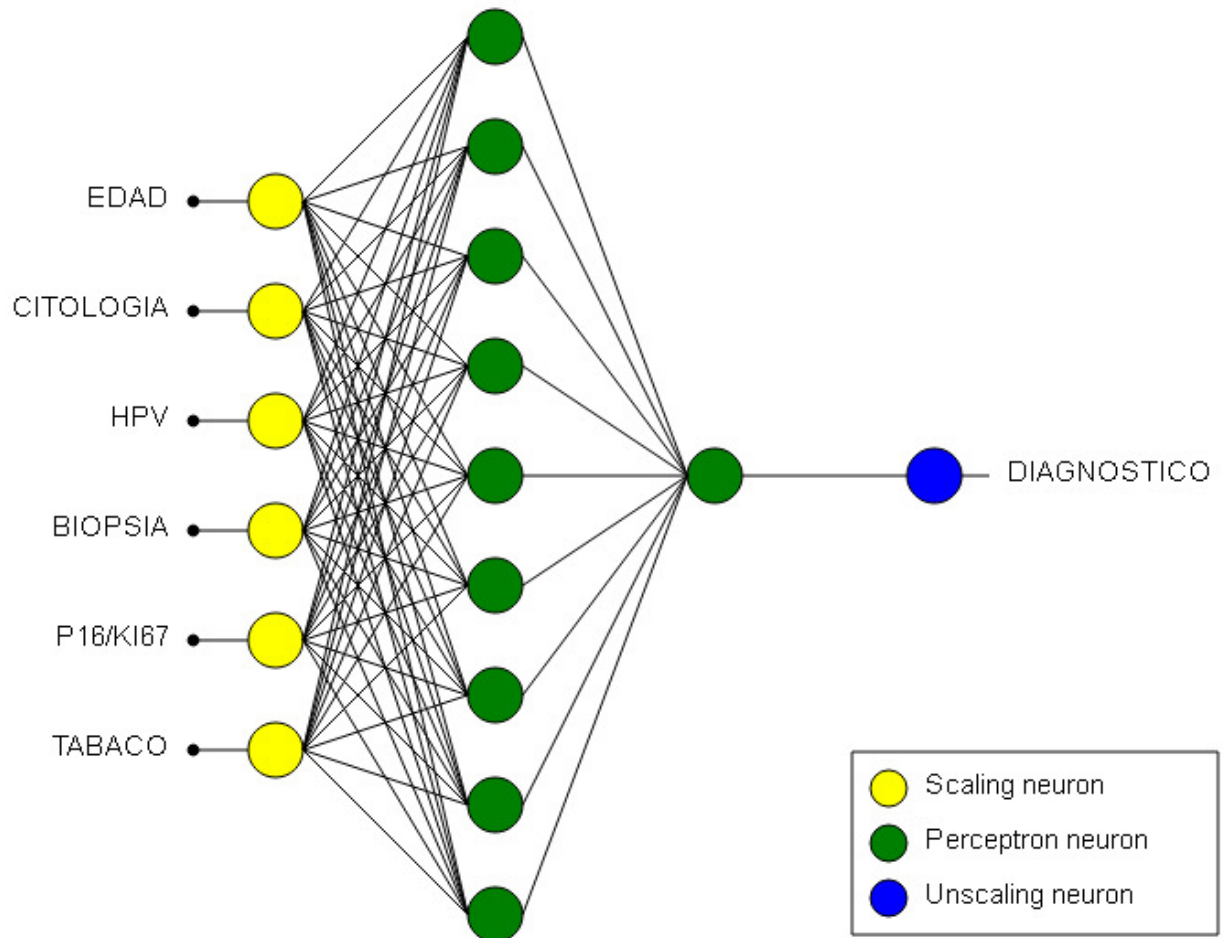 EDAD
CITOLOGIA
HPV
BIOPSIA
P16/KI67
TABACO
DIAGNOSTICO
Scaling neuron
Perceptron neuron
Unscaling neuron